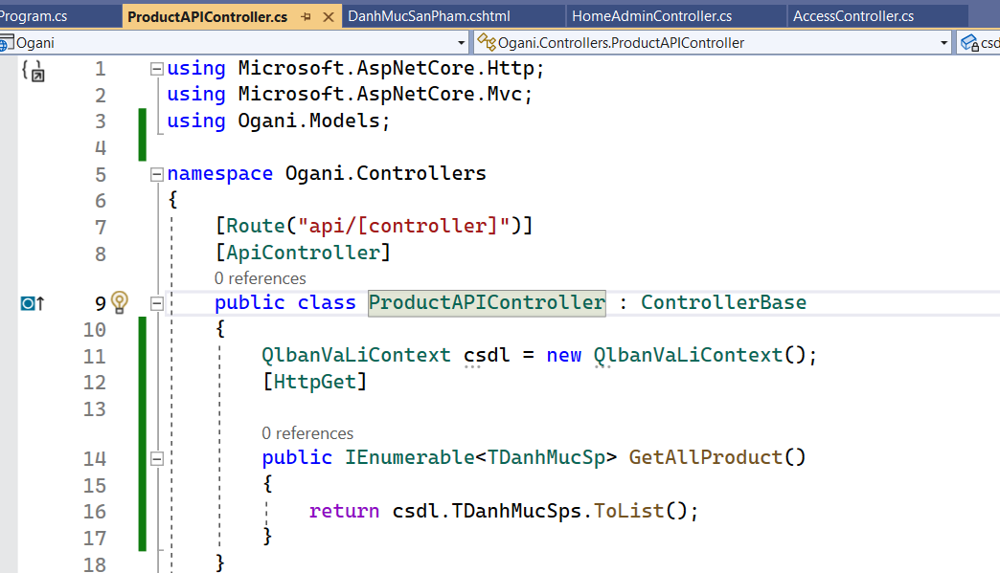 Program.cs ProductAPIController.cs DanhMucSanPham.cshtml HomeAdminController.cs AccessController.cs
Ogani Ogani.Controllers.ProductAPIController csd
1 using Microsoft.AspNetCore.Http;
2 using Microsoft.AspNetCore.Mvc;
3 using Ogani.Models;
4
5 namespace Ogani.Controllers
6 {
7 [Route("api/[controller]")]
8 [ApiController]
0 references
9 public class ProductAPIController : ControllerBase
10 {
11 QlbanVaLiContext csdl = new QlbanVaLiContext();
12 [HttpGet]
13
0 references
14 public IEnumerable<TDanhMucSp> GetAllProduct()
15 {
16 return csdl.TDanhMucSps.ToList();
17 }
18 }